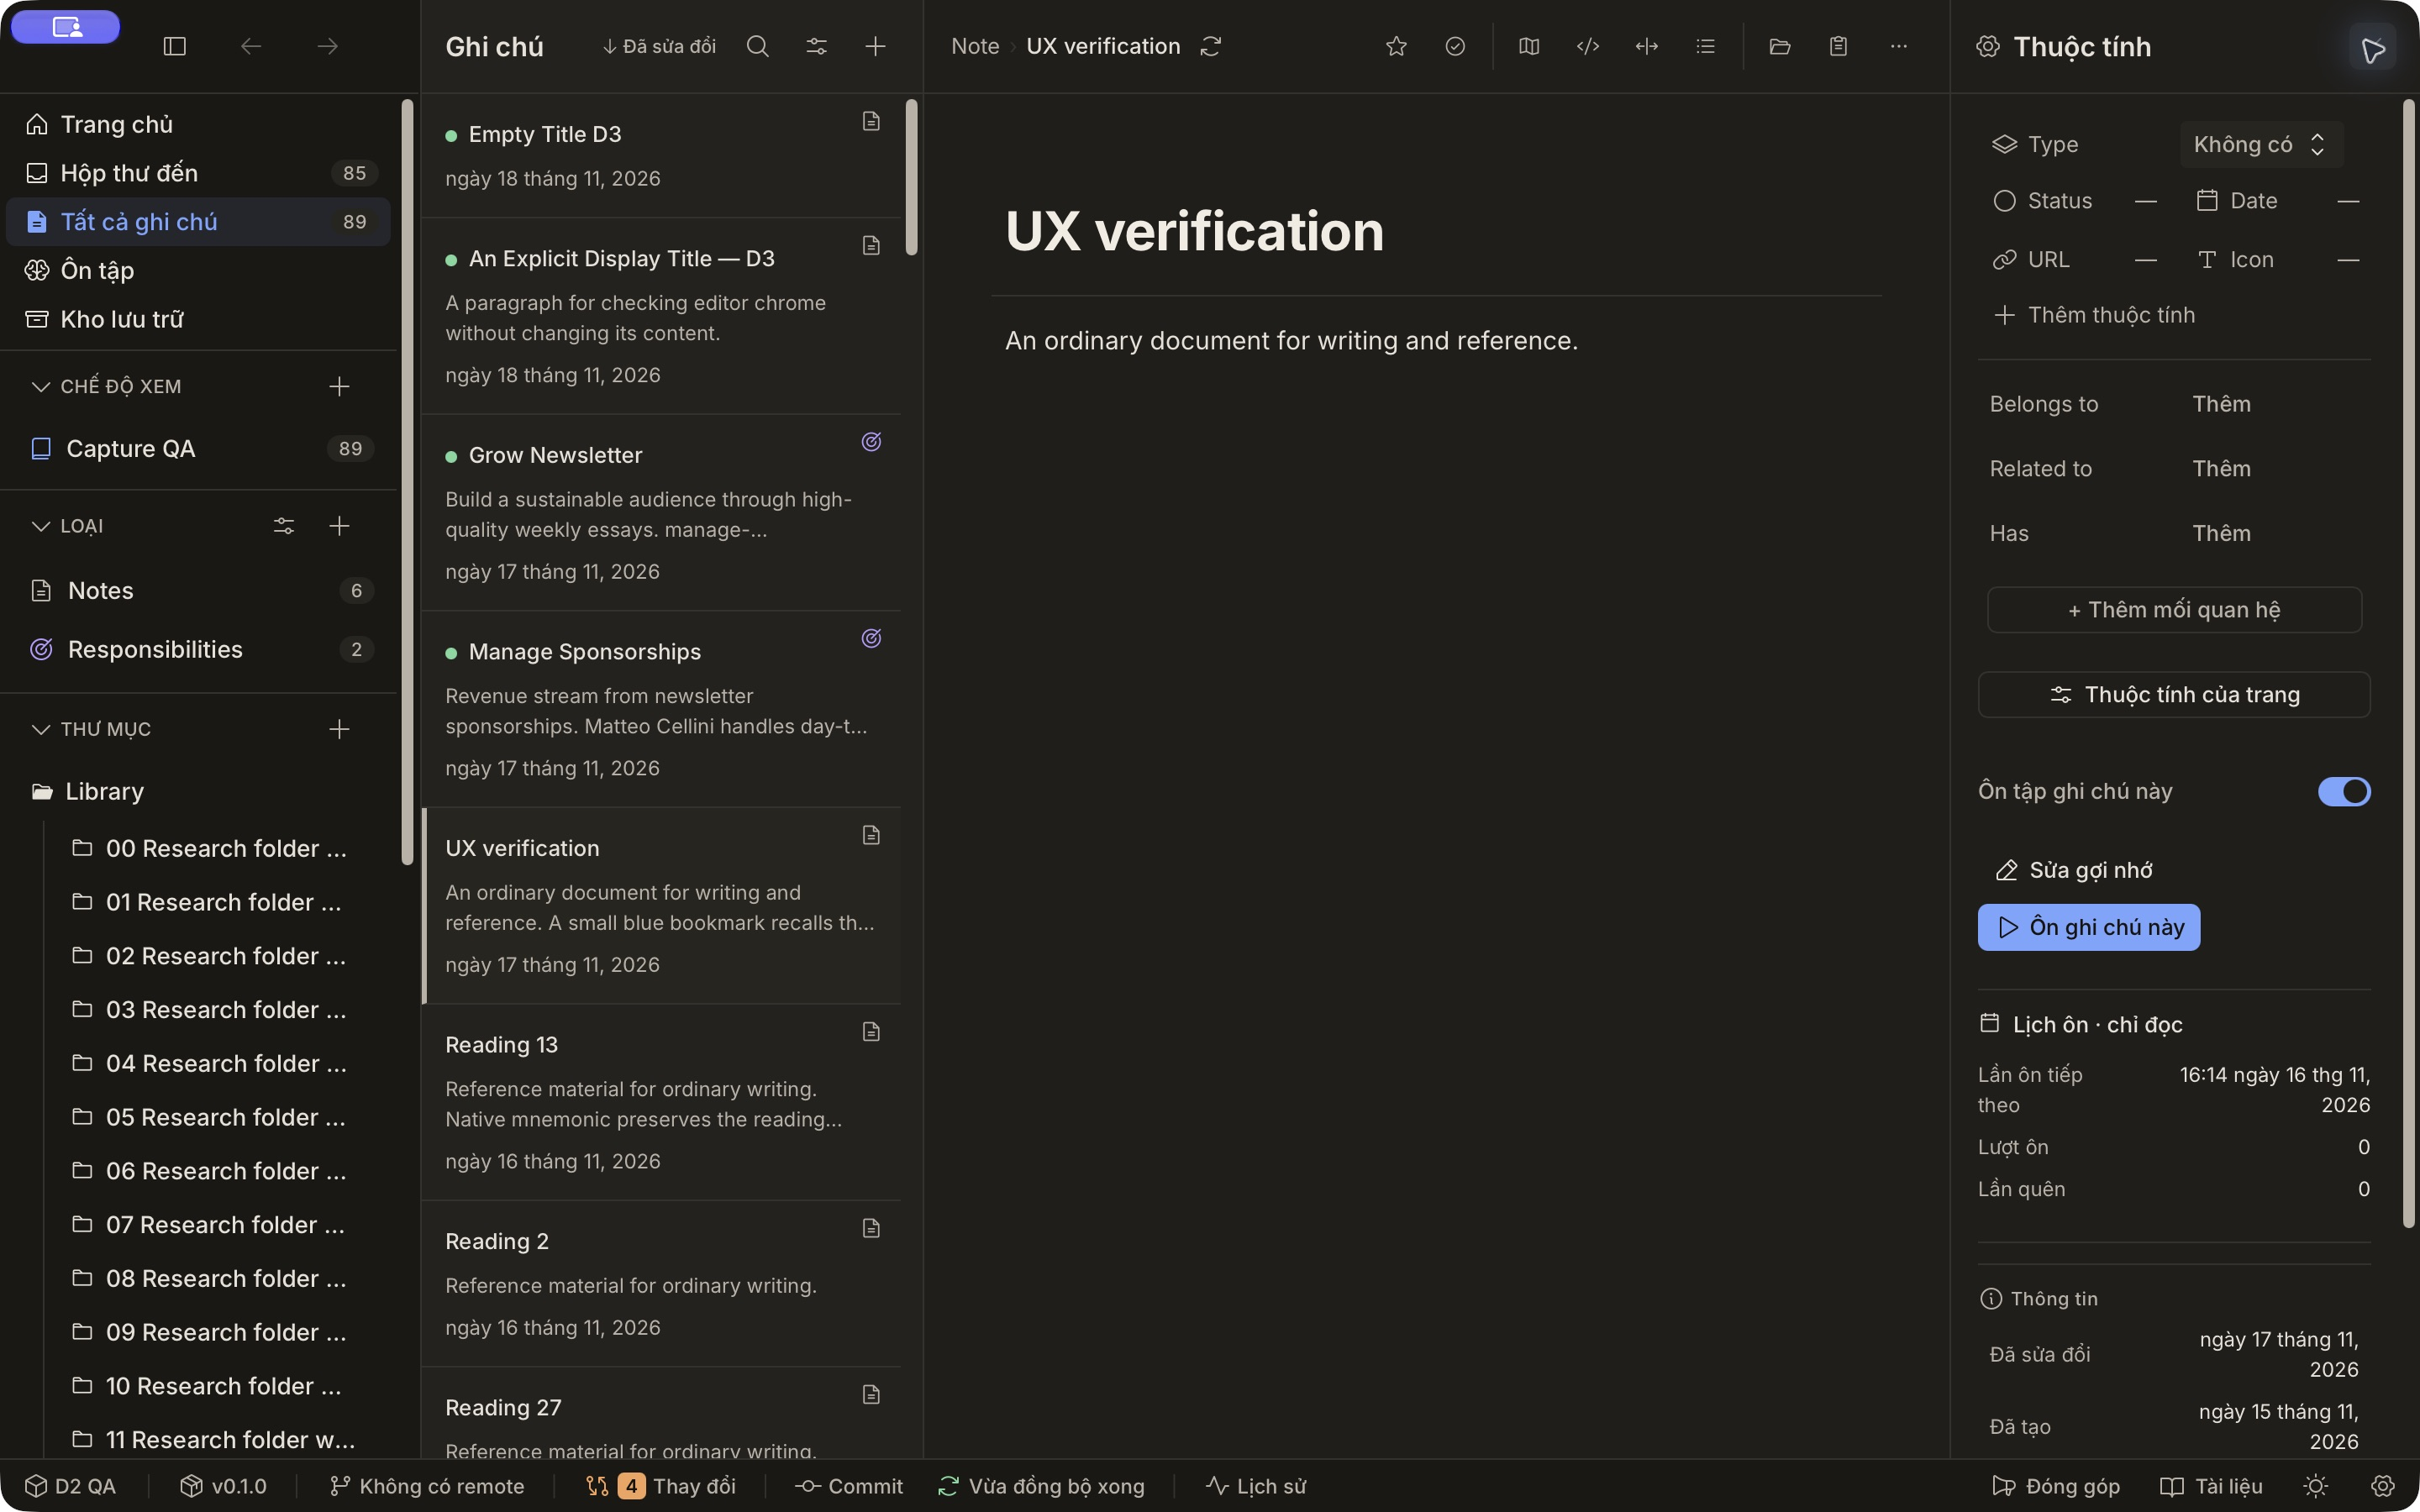 Trang chủ
Hộp thư đến 85
Tất cả ghi chú 89
Ôn tập
Kho lưu trữ
CHẾ ĐỘ XEM
Capture QA 89
LOẠI
Notes 6
Responsibilities 2
THƯ MỤC
Library
00 Research folder ...
01 Research folder ...
02 Research folder ...
03 Research folder ...
04 Research folder ...
05 Research folder ...
06 Research folder ...
07 Research folder ...
08 Research folder ...
09 Research folder ...
10 Research folder ...
11 Research folder w...
Ghi chú Đã sửa đổi
Empty Title D3
ngày 18 tháng 11, 2026
An Explicit Display Title — D3
A paragraph for checking editor chrome
without changing its content.
ngày 18 tháng 11, 2026
Grow Newsletter
Build a sustainable audience through high-
quality weekly essays. manage-...
ngày 17 tháng 11, 2026
Manage Sponsorships
Revenue stream from newsletter
sponsorships. Matteo Cellini handles day-t...
ngày 17 tháng 11, 2026
UX verification
An ordinary document for writing and
reference. A small blue bookmark recalls th...
ngày 17 tháng 11, 2026
Reading 13
Reference material for ordinary writing.
Native mnemonic preserves the reading...
ngày 16 tháng 11, 2026
Reading 2
Reference material for ordinary writing.
ngày 16 tháng 11, 2026
Reading 27
Reference material for ordinary writing.
Note › UX verification
UX verification
An ordinary document for writing and reference.
Thuộc tính
Type Không có
Status — Date —
URL — Icon —
Thêm thuộc tính
Belongs to Thêm
Related to Thêm
Has Thêm
+ Thêm mối quan hệ
Thuộc tính của trang
Ôn tập ghi chú này
Sửa gợi nhớ
Ôn ghi chú này
Lịch ôn · chỉ đọc
Lần ôn tiếp theo 16:14 ngày 16 thg 11, 2026
Lượt ôn 0
Lần quên 0
Thông tin
Đã sửa đổi ngày 17 tháng 11, 2026
Đã tạo ngày 15 tháng 11, 2026
D2 QA v0.1.0 Không có remote 4 Thay đổi Commit Vừa đồng bộ xong Lịch sử Đóng góp Tài liệu